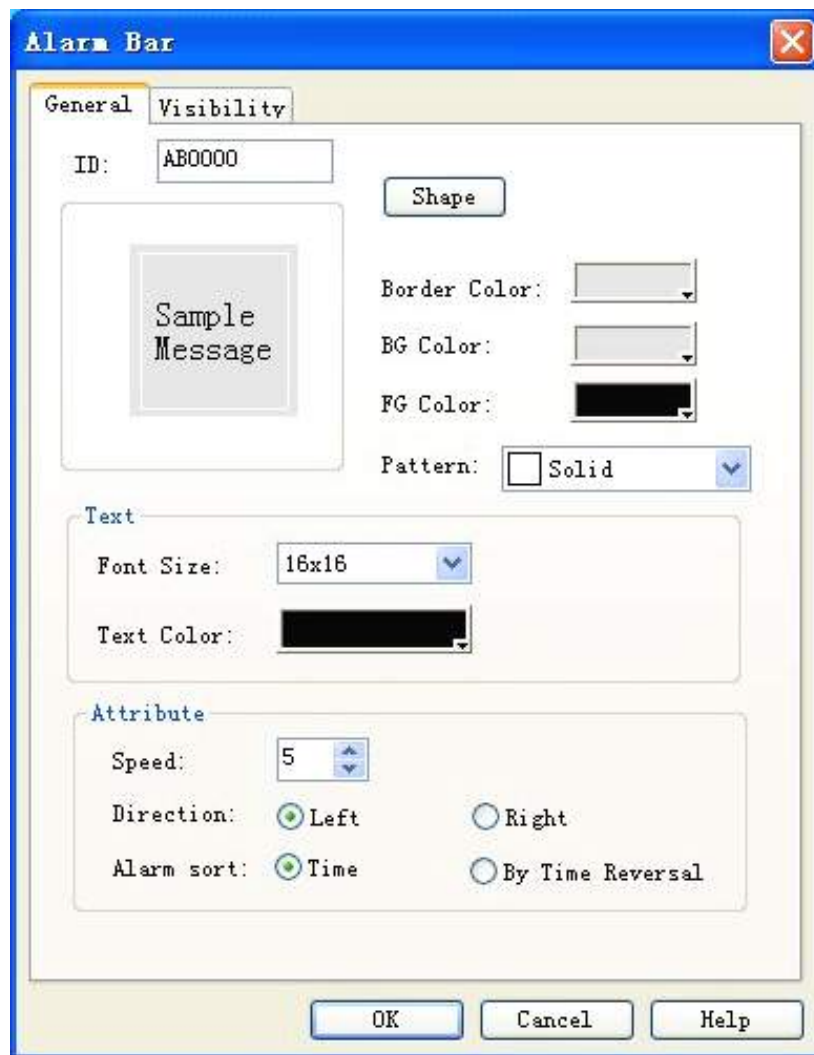 Alarm Bar
General Visibility
ID: AB0000
Shape
Sample
Message
Border Color:
BG Color:
FG Color:
Pattern: Solid
Text
Font Size: 16x16
Text Color:
Attribute
Speed: 5
Direction: Left Right
Alarm sort: Time By Time Reversal
OK Cancel Help